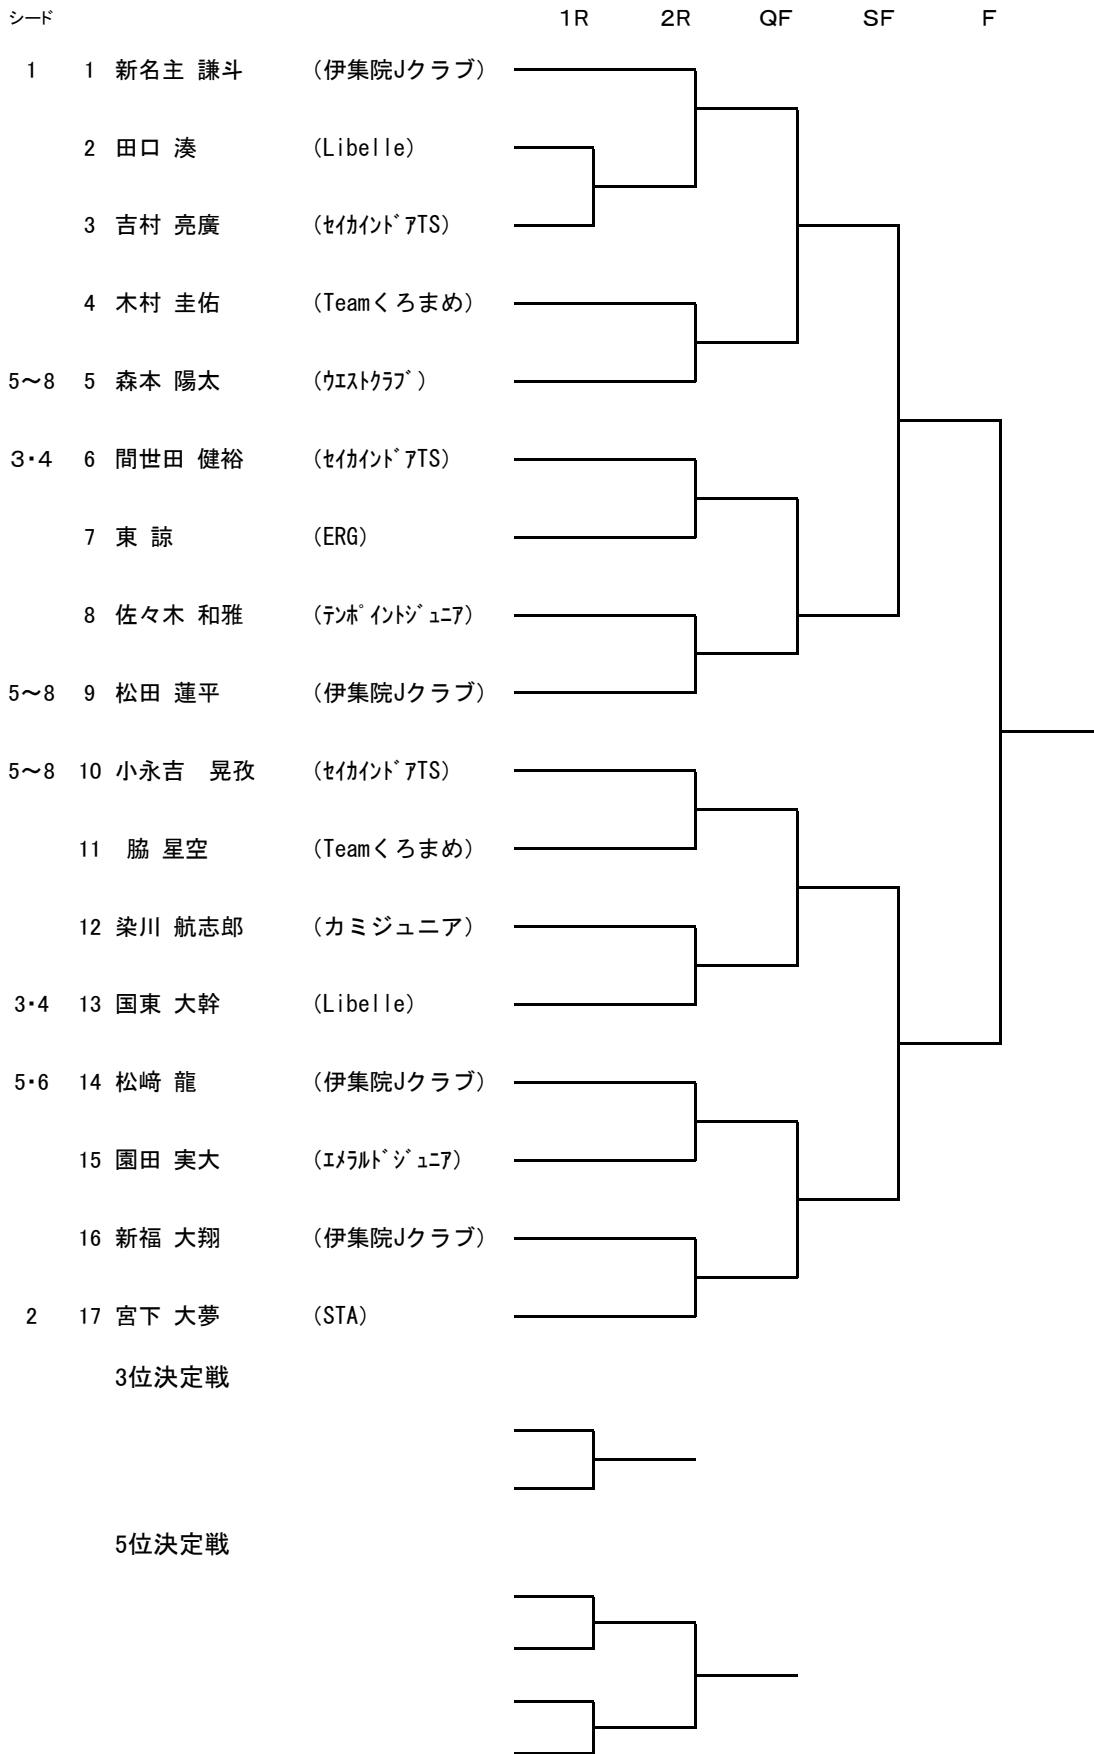 シード 1R 2R QF SF F
1 1 新名主 謙斗 (伊集院Jクラブ)
2 田口 湊 (Libelle)
3 吉村 亮廣 (ｾｲｶｲﾝﾄﾞｱTS)
4 木村 圭佑 (Teamくろまめ)
5～8 5 森本 陽太 (ｳｴｽﾄｸﾗﾌﾞ)
3・4 6 間世田 健裕 (ｾｲｶｲﾝﾄﾞｱTS)
7 東 諒 (ERG)
8 佐々木 和雅 (ﾃﾝﾎﾟｲﾝﾄｼﾞｭﾆｱ)
5～8 9 松田 蓮平 (伊集院Jクラブ)
5～8 10 小永吉　晃孜 (ｾｲｶｲﾝﾄﾞｱTS)
11 脇 星空 (Teamくろまめ)
12 染川 航志郎 (カミジュニア)
3・4 13 国東 大幹 (Libelle)
5・6 14 松﨑 龍 (伊集院Jクラブ)
15 園田 実大 (ｴﾒﾗﾙﾄﾞｼﾞｭﾆｱ)
16 新福 大翔 (伊集院Jクラブ)
2 17 宮下 大夢 (STA)
3位決定戦
5位決定戦